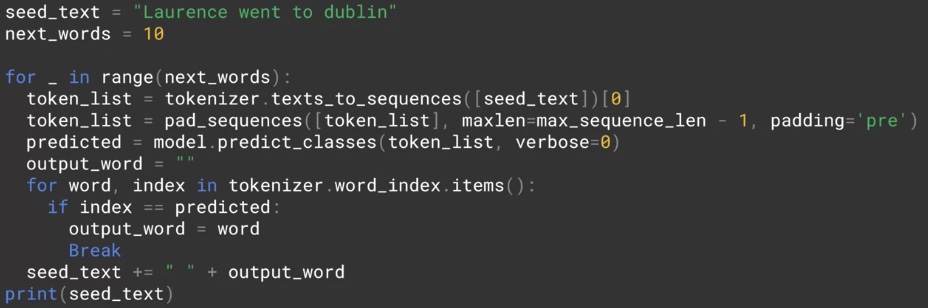 seed_text = "Laurence went to dublin"
next_words = 10

for _ in range(next_words):
  token_list = tokenizer.texts_to_sequences([seed_text])[0]
  token_list = pad_sequences([token_list], maxlen=max_sequence_len - 1, padding='pre')
  predicted = model.predict_classes(token_list, verbose=0)
  output_word = ""
  for word, index in tokenizer.word_index.items():
    if index == predicted:
      output_word = word
      Break
  seed_text += " " + output_word
print(seed_text)